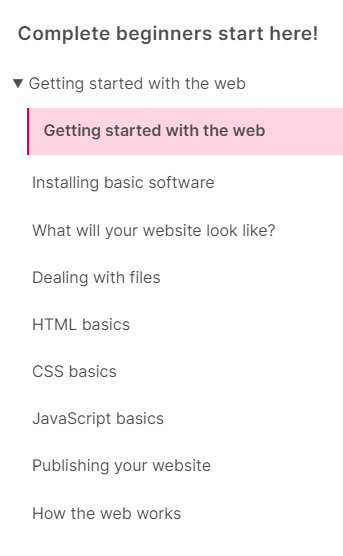 Complete beginners start here!
Getting started with the web
Getting started with the web
Installing basic software
What will your website look like?
Dealing with files
HTML basics
CSS basics
JavaScript basics
Publishing your website
How the web works